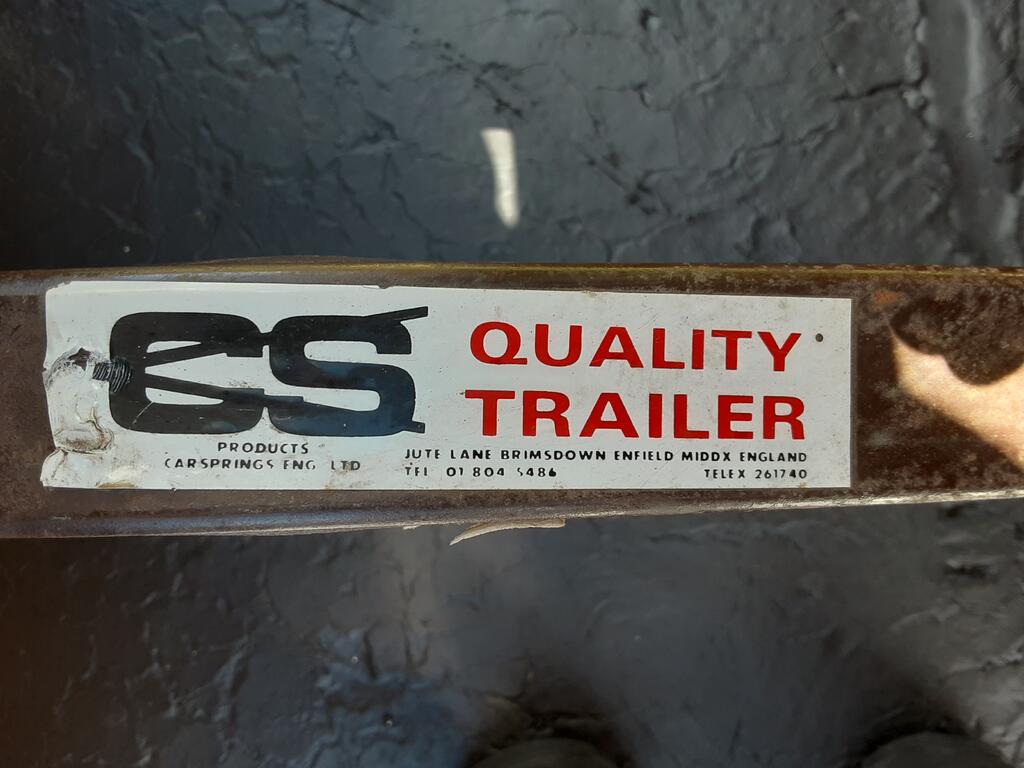 CS
QUALITY
TRAILER
PRODUCTS
CARSPRINGS ENG LTD
JUTE LANE BRIMSDOWN ENFIELD MIDDX ENGLAND
TEL 01 804 5486
TELEX 261740